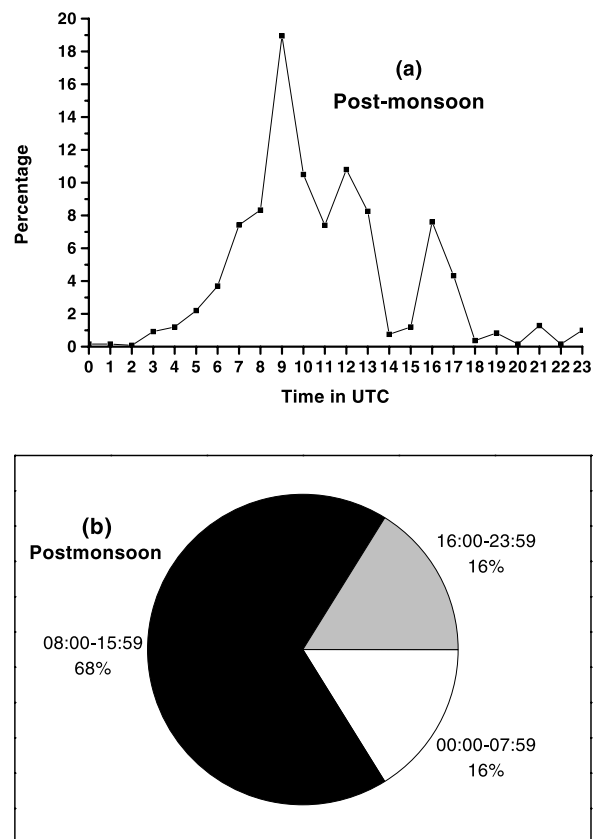 20
18
16
14
12
10
8
6
4
2
0
Percentage
(a)
Post-monsoon
0 1 2 3 4 5 6 7 8 9 10 11 12 13 14 15 16 17 18 19 20 21 22 23
Time in UTC
(b)
Postmonsoon
16:00-23:59
16%
08:00-15:59
68%
00:00-07:59
16%